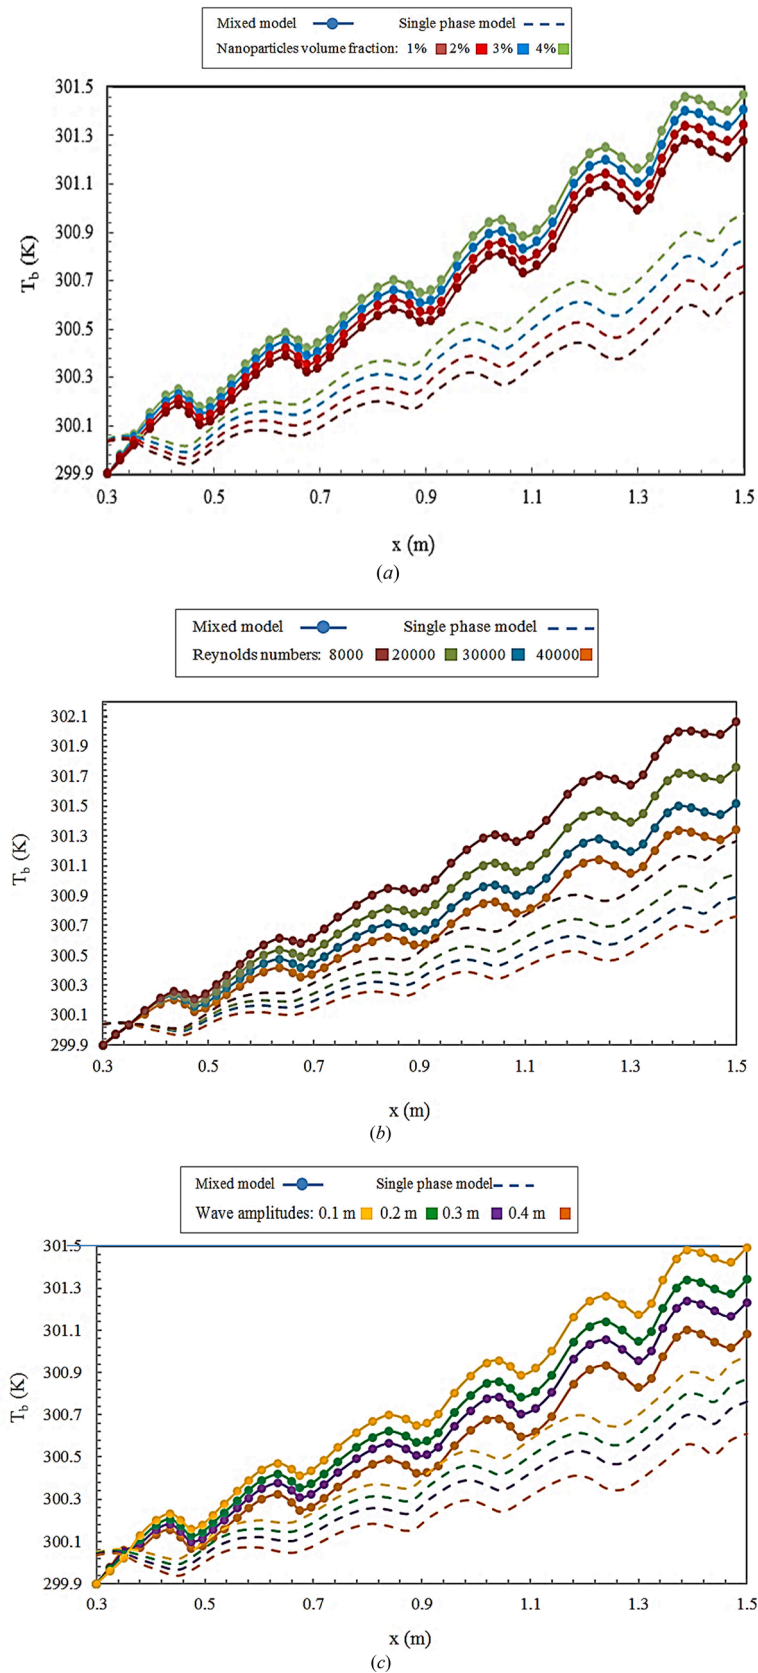 Mixed model Single phase model
Nanoparticles volume fraction: 1% 2% 3% 4%
301.5
301.3
301.1
300.9
300.7
300.5
300.3
300.1
299.9
T_b (K)
0.3 0.5 0.7 0.9 1.1 1.3 1.5
x (m)
(a)
Mixed model Single phase model
Reynolds numbers: 8000 20000 30000 40000
302.1
301.9
301.7
301.5
301.3
301.1
300.9
300.7
300.5
300.3
300.1
299.9
T_b (K)
0.3 0.5 0.7 0.9 1.1 1.3 1.5
x (m)
(b)
Mixed model Single phase model
Wave amplitudes: 0.1 m 0.2 m 0.3 m 0.4 m
301.5
301.3
301.1
300.9
300.7
300.5
300.3
300.1
299.9
T_b (K)
0.3 0.5 0.7 0.9 1.1 1.3 1.5
x (m)
(c)